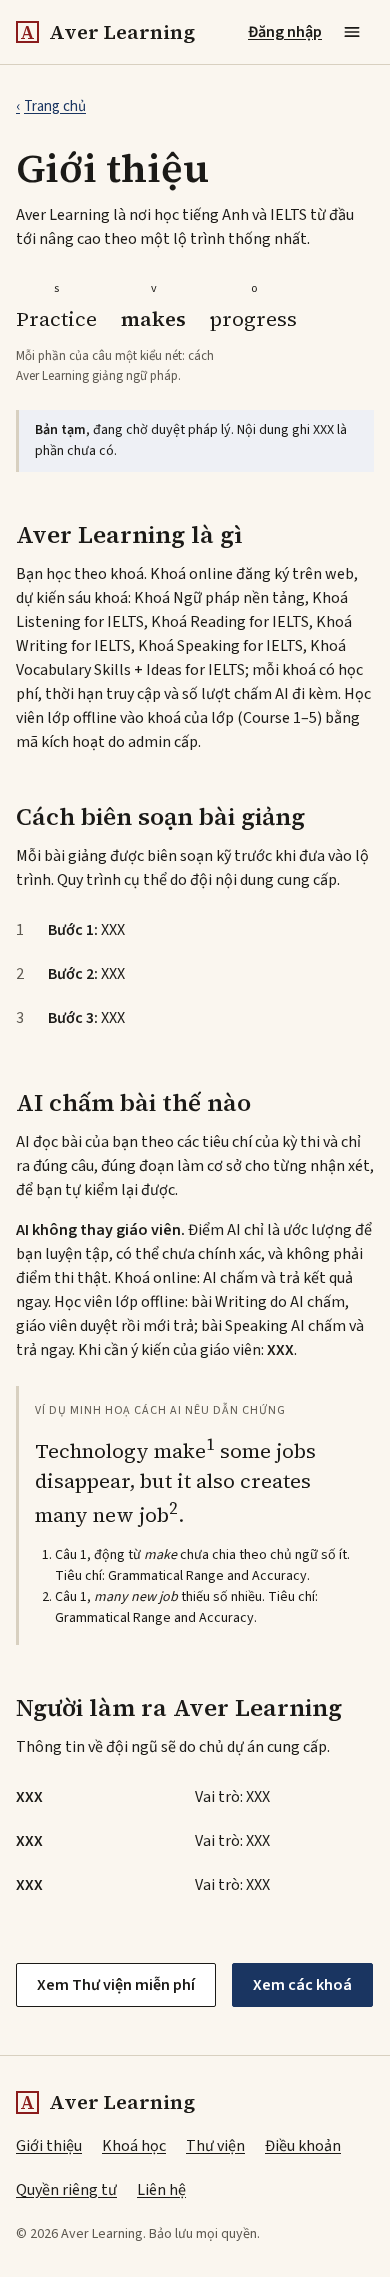 A Aver Learning Đăng nhập
‹ Trang chủ
Giới thiệu
Aver Learning là nơi học tiếng Anh và IELTS từ đầu
tới nâng cao theo một lộ trình thống nhất.
S V O
Practice makes progress
Mỗi phần của câu một kiểu nét: cách
Aver Learning giảng ngữ pháp.
Bản tạm, đang chờ duyệt pháp lý. Nội dung ghi XXX là
phần chưa có.
Aver Learning là gì
Bạn học theo khoá. Khoá online đăng ký trên web,
dự kiến sáu khoá: Khoá Ngữ pháp nền tảng, Khoá
Listening for IELTS, Khoá Reading for IELTS, Khoá
Writing for IELTS, Khoá Speaking for IELTS, Khoá
Vocabulary Skills + Ideas for IELTS; mỗi khoá có học
phí, thời hạn truy cập và số lượt chấm AI đi kèm. Học
viên lớp offline vào khoá của lớp (Course 1–5) bằng
mã kích hoạt do admin cấp.
Cách biên soạn bài giảng
Mỗi bài giảng được biên soạn kỹ trước khi đưa vào lộ
trình. Quy trình cụ thể do đội nội dung cung cấp.
1 Bước 1: XXX
2 Bước 2: XXX
3 Bước 3: XXX
AI chấm bài thế nào
AI đọc bài của bạn theo các tiêu chí của kỳ thi và chỉ
ra đúng câu, đúng đoạn làm cơ sở cho từng nhận xét,
để bạn tự kiểm lại được.
AI không thay giáo viên. Điểm AI chỉ là ước lượng để
bạn luyện tập, có thể chưa chính xác, và không phải
điểm thi thật. Khoá online: AI chấm và trả kết quả
ngay. Học viên lớp offline: bài Writing do AI chấm,
giáo viên duyệt rồi mới trả; bài Speaking AI chấm và
trả ngay. Khi cần ý kiến của giáo viên: XXX.
VÍ DỤ MINH HOẠ CÁCH AI NÊU DẪN CHỨNG
Technology make1 some jobs
disappear, but it also creates
many new job2.
1. Câu 1, động từ make chưa chia theo chủ ngữ số ít.
Tiêu chí: Grammatical Range and Accuracy.
2. Câu 1, many new job thiếu số nhiều. Tiêu chí:
Grammatical Range and Accuracy.
Người làm ra Aver Learning
Thông tin về đội ngũ sẽ do chủ dự án cung cấp.
XXX Vai trò: XXX
XXX Vai trò: XXX
XXX Vai trò: XXX
Xem Thư viện miễn phí Xem các khoá
A Aver Learning
Giới thiệu Khoá học Thư viện Điều khoản
Quyền riêng tư Liên hệ
© 2026 Aver Learning. Bảo lưu mọi quyền.